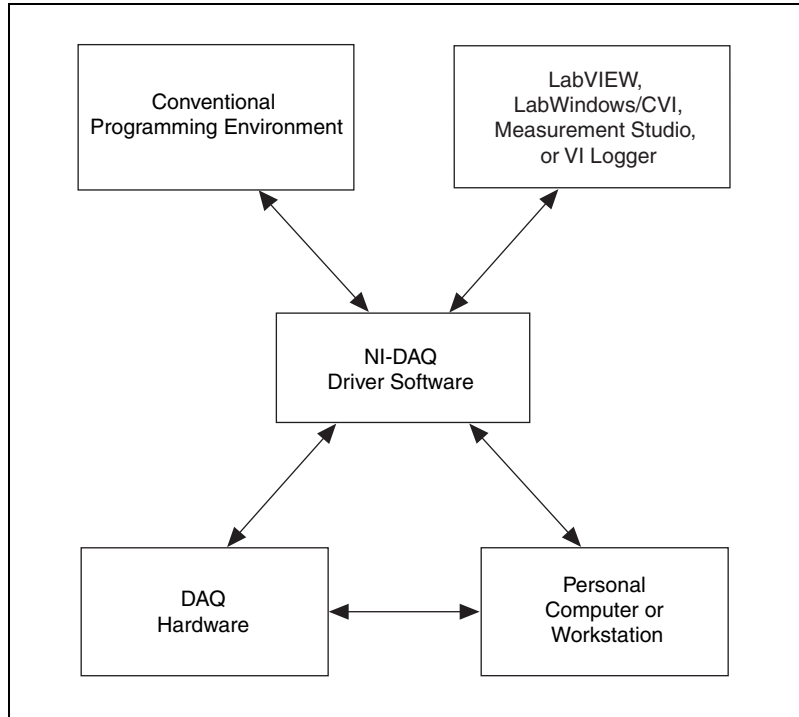 Conventional
Programming Environment
LabVIEW,
LabWindows/CVI,
Measurement Studio,
or VI Logger
NI-DAQ
Driver Software
DAQ
Hardware
Personal
Computer or
Workstation